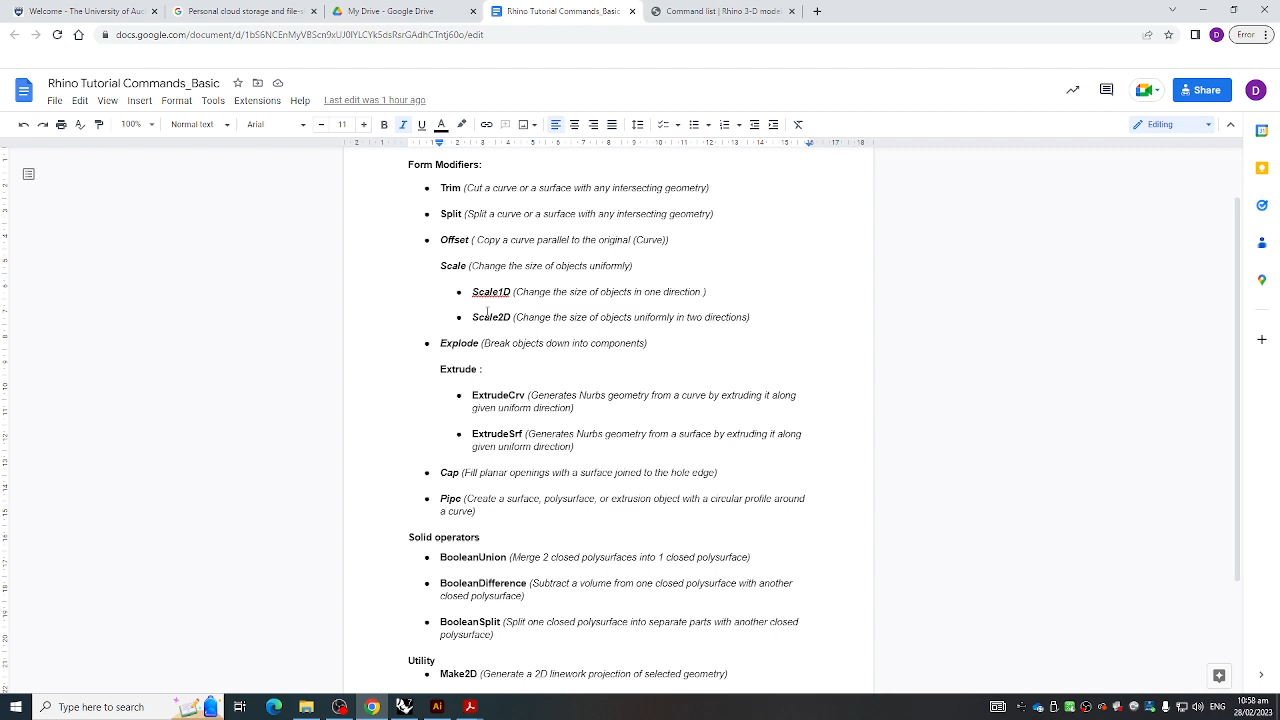 Welcome - The University of Auc
Personal cloud storage and file-s
My Drive - Google Drive
Rhino Tutorial Commands_Basic
Command list | Rhino 3-D model
docs.google.com/document/d/1bS6NCEnMyVBScn9xUJ0lYLCYk5dsRsrGAdhCTntj60o/edit
D
Error
Rhino Tutorial Commands_Basic
File Edit View Insert Format Tools Extensions Help Last edit was 1 hour ago
Share
D
100% Normal text Arial 11 B I U A Editing
Form Modifiers:
Trim (Cut a curve or a surface with any intersecting geometry)
Split (Split a curve or a surface with any intersecting geometry)
Offset ( Copy a curve parallel to the original (Curve))
Scale (Change the size of objects uniformly)
Scale1D (Change the size of objects in one direction )
Scale2D (Change the size of objects uniformly in two directions)
Explode (Break objects down into components)
Extrude :
ExtrudeCrv (Generates Nurbs geometry from a curve by extruding it along
given uniform direction)
ExtrudeSrf (Generates Nurbs geometry from a surface by extruding it along
given uniform direction)
Cap (Fill planar openings with a surface joined to the hole edge)
Pipe (Create a surface, polysurface, or extrusion object with a circular profile around
a curve)
Solid operators
BooleanUnion (Merge 2 closed polysurfaces into 1 closed polysurface)
BooleanDifference (Subtract a volume from one closed polysurface with another
closed polysurface)
BooleanSplit (Split one closed polysurface into separate parts with another closed
polysurface)
Utility
Make2D (Generate a 2D linework projection of selected geometry)
Type here to search
Ai
ENG
10:58 am
28/02/2023